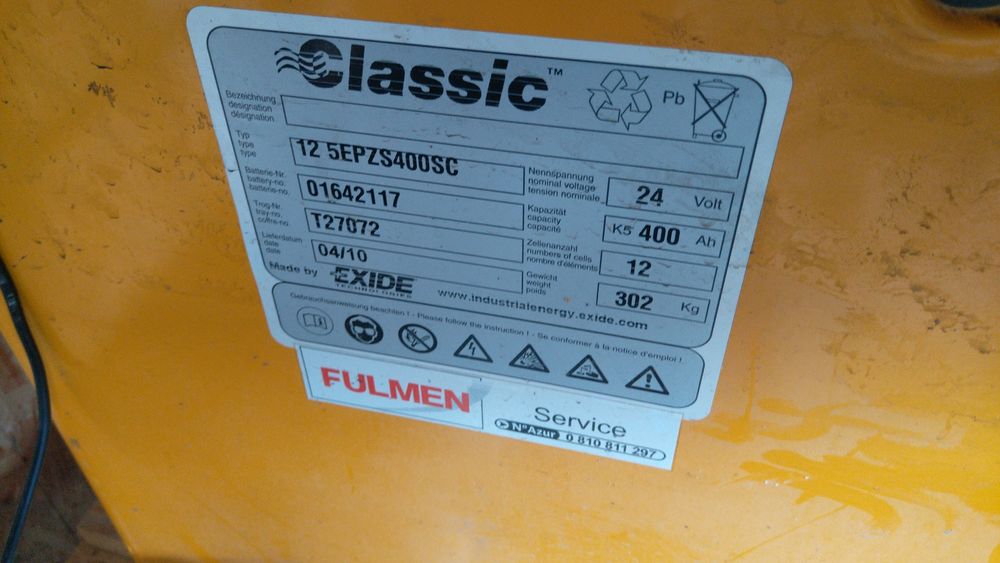 Classic™
Pb
Bezeichnung
designation
désignation
Typ
type
type
12 5EPZS400SC
Nennspannung
nominal voltage
tension nominale
24 Volt
Batterie-Nr.
battery-no.
batterie-no.
01642117
Kapazität
capacity
capacité
K5 400 Ah
Trog-Nr.
tray-no.
coffre-no.
T27072
Zellenanzahl
numbers of cells
nombre d'éléments
12
Lieferdatum
date
date
04/10
Gewicht
weight
poids
302 Kg
Made by EXIDE
TECHNOLOGIES
www.industrialenergy.exide.com
Gebrauchsanweisung beachten ! - Please follow the instruction ! - Se conformer à la notice d'emploi !
FULMEN
Service
N°Azur 0 810 811 297